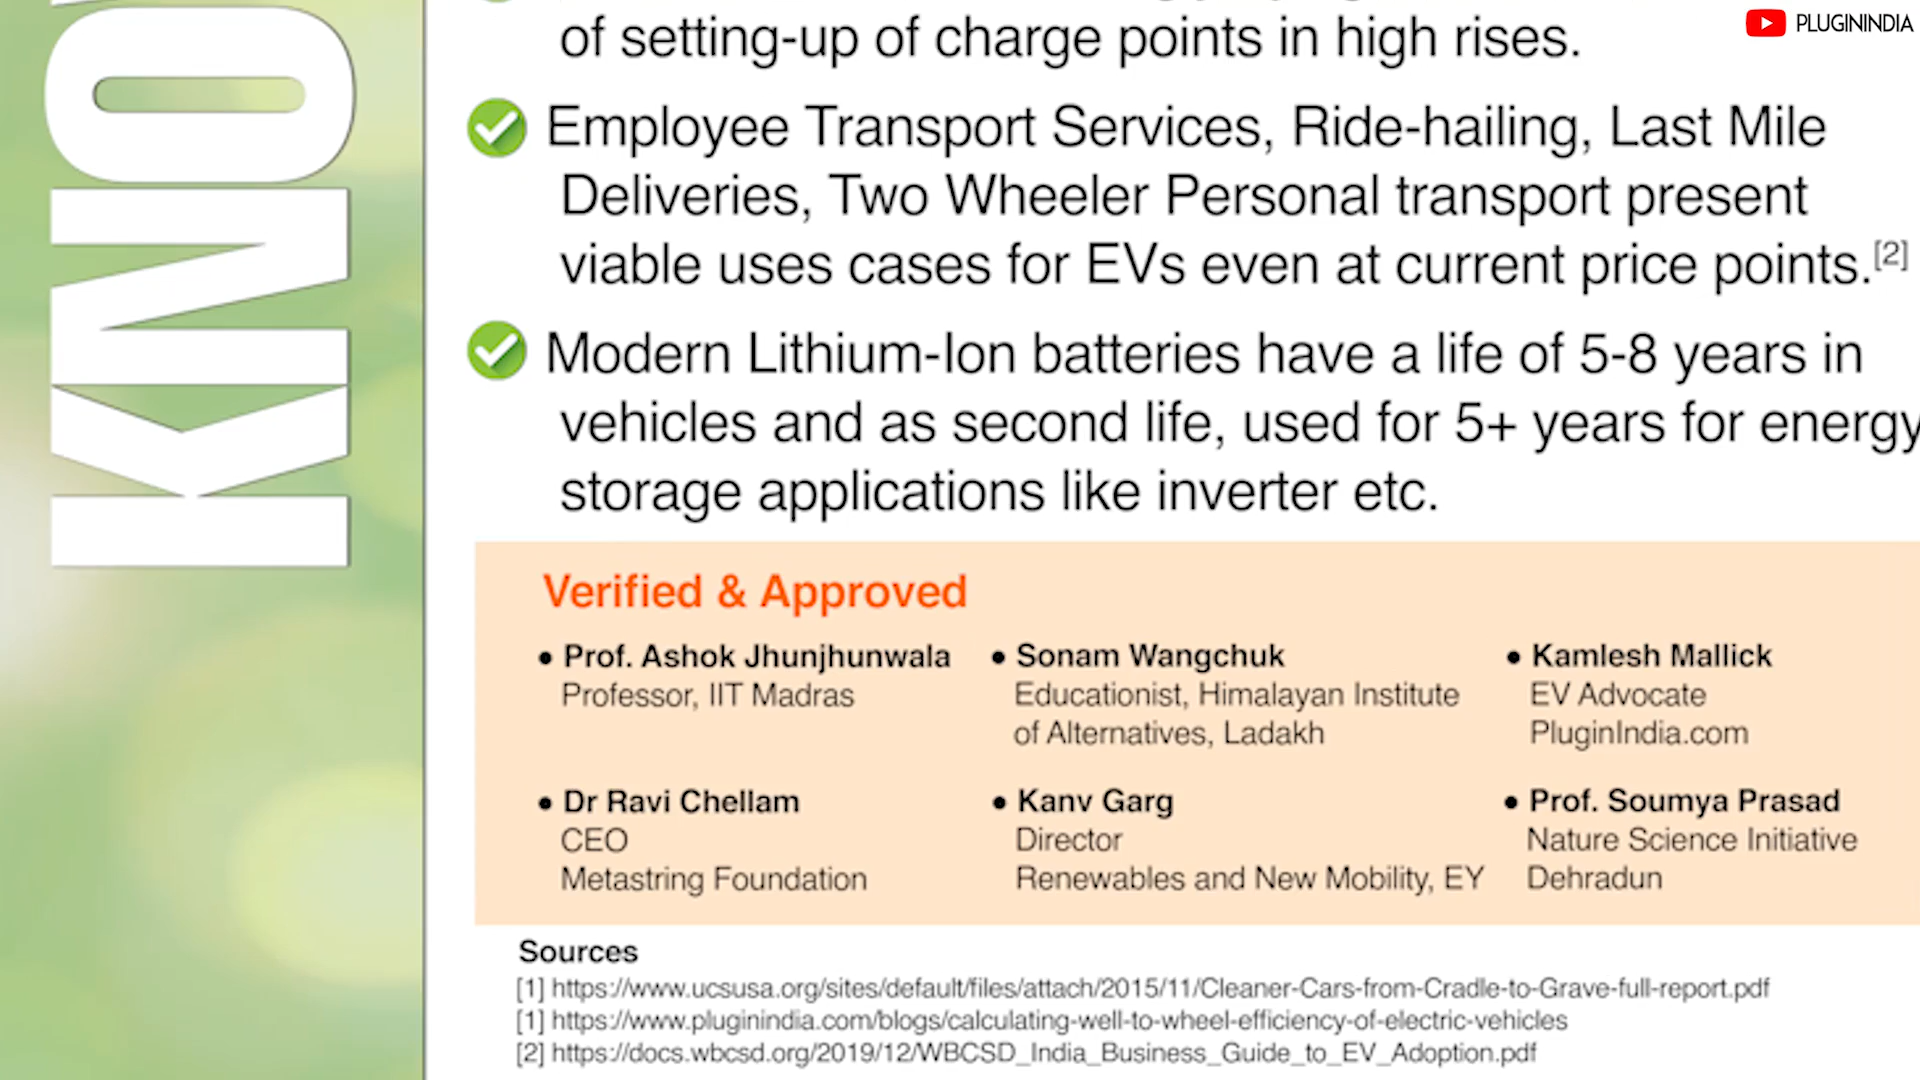 PLUGININDIA
of setting-up of charge points in high rises.
Employee Transport Services, Ride-hailing, Last Mile
Deliveries, Two Wheeler Personal transport present
viable uses cases for EVs even at current price points.[2]
Modern Lithium-Ion batteries have a life of 5-8 years in
vehicles and as second life, used for 5+ years for energy
storage applications like inverter etc.
KNO
Verified & Approved
• Prof. Ashok Jhunjhunwala
Professor, IIT Madras
• Sonam Wangchuk
Educationist, Himalayan Institute
of Alternatives, Ladakh
• Kamlesh Mallick
EV Advocate
PluginIndia.com
• Dr Ravi Chellam
CEO
Metastring Foundation
• Kanv Garg
Director
Renewables and New Mobility, EY
• Prof. Soumya Prasad
Nature Science Initiative
Dehradun
Sources
[1] https://www.ucsusa.org/sites/default/files/attach/2015/11/Cleaner-Cars-from-Cradle-to-Grave-full-report.pdf
[1] https://www.pluginindia.com/blogs/calculating-well-to-wheel-efficiency-of-electric-vehicles
[2] https://docs.wbcsd.org/2019/12/WBCSD_India_Business_Guide_to_EV_Adoption.pdf